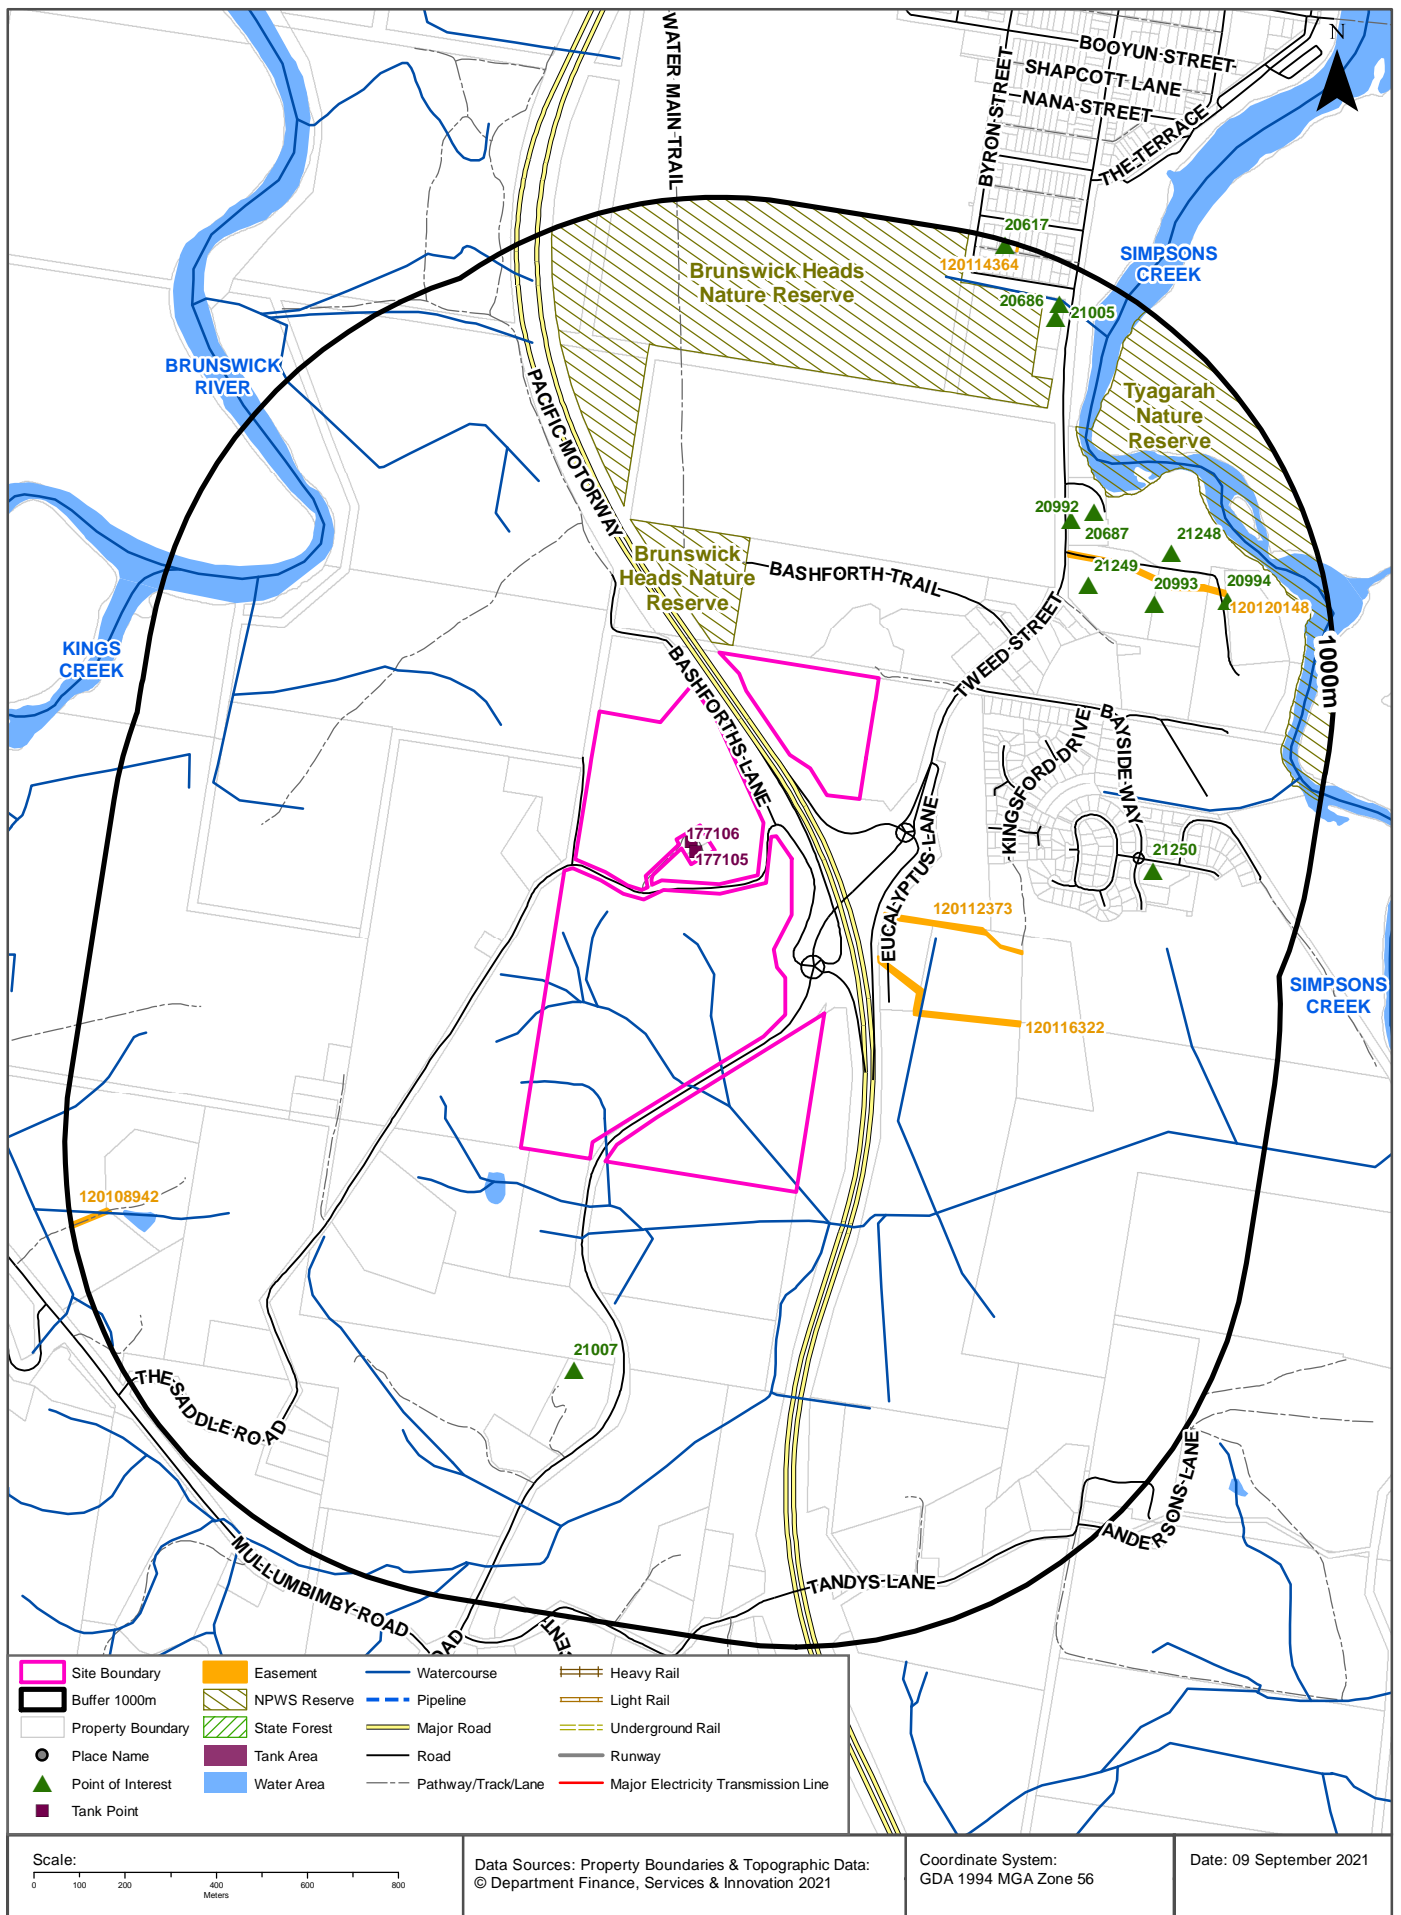 WATER MAIN TRAIL
BOOYUN STREET
SHAPCOTT LANE
NANA STREET
BYRON STREET
THE TERRACE
N
20617
120114364
SIMPSONS
CREEK
Brunswick Heads
Nature Reserve
20686
21005
BRUNSWICK
RIVER
PACIFIC MOTORWAY
Tyagarah
Nature
Reserve
20992
20687
21248
Brunswick
Heads Nature
Reserve
BASHFORTH TRAIL
21249
20993
20994
120120148
KINGS
CREEK
BASHFORTHS LANE
TWEED STREET
1000m
KINGSFORD DRIVE
BAYSIDE WAY
177106
177105
EUCALYPTUS LANE
21250
120112373
SIMPSONS
CREEK
120116322
120108942
21007
THE SADDLE ROAD
ANDERSONS LANE
MULLUMBIMBY ROAD
TANDYS LANE
OAD
ENT
Site Boundary
Buffer 1000m
Property Boundary
Place Name
Point of Interest
Tank Point
Easement
NPWS Reserve
State Forest
Tank Area
Water Area
Watercourse
Pipeline
Major Road
Road
Pathway/Track/Lane
Heavy Rail
Light Rail
Underground Rail
Runway
Major Electricity Transmission Line
Scale:
0 100 200 400 600 800
Meters
Data Sources: Property Boundaries & Topographic Data:
© Department Finance, Services & Innovation 2021
Coordinate System:
GDA 1994 MGA Zone 56
Date: 09 September 2021